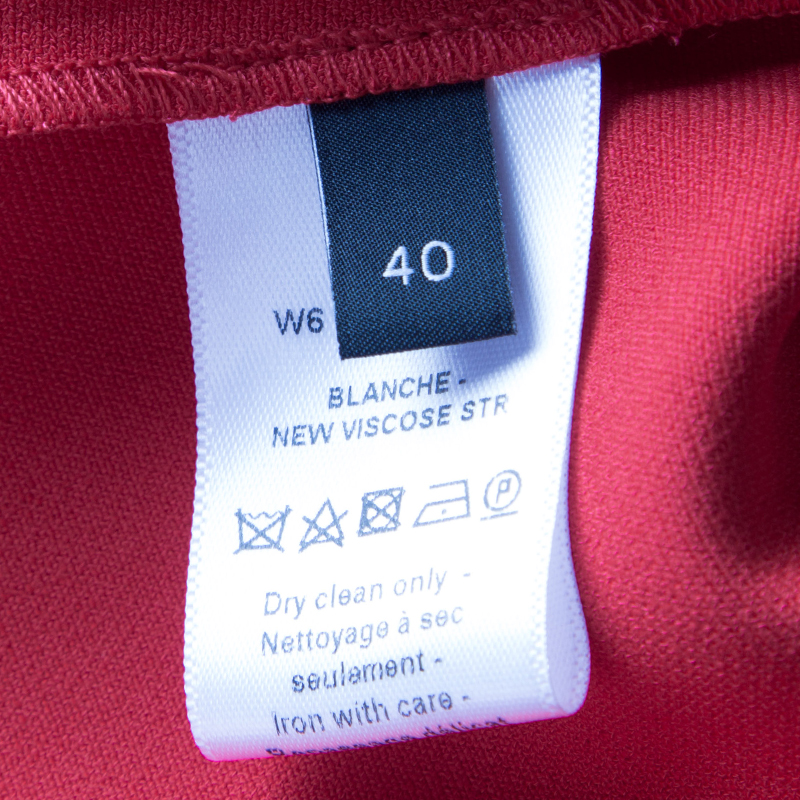 40
W6
BLANCHE -
NEW VISCOSE STR
P
Dry clean only -
Nettoyage à sec
seulement -
Iron with care -